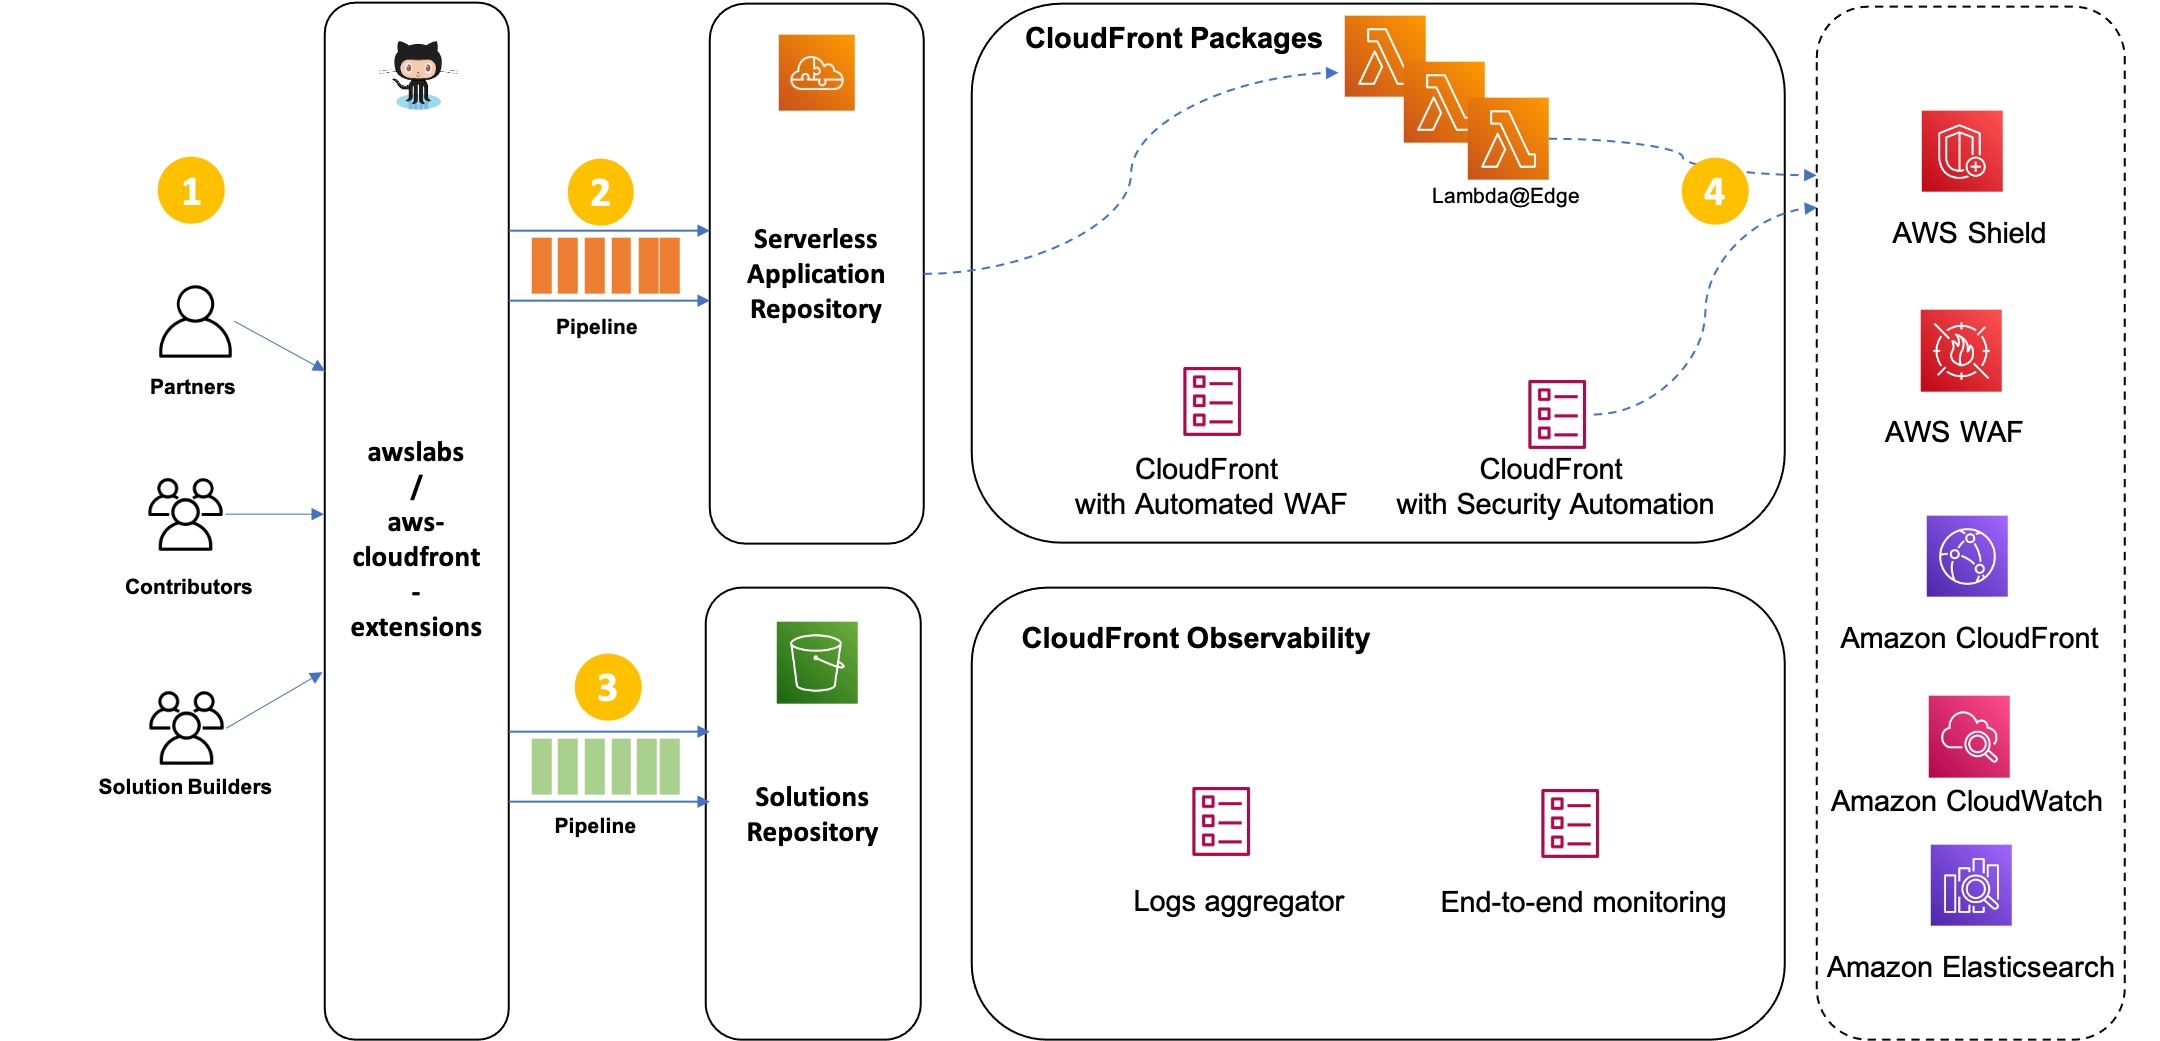 1
Partners
Contributors
Solution Builders
awslabs
/
aws-
cloudfront
-
extensions
2
Pipeline
3
Pipeline
Serverless
Application
Repository
Solutions
Repository
CloudFront Packages
Lambda@Edge
4
CloudFront
with Automated WAF
CloudFront
with Security Automation
CloudFront Observability
Logs aggregator
End-to-end monitoring
AWS Shield
AWS WAF
Amazon CloudFront
Amazon CloudWatch
Amazon Elasticsearch